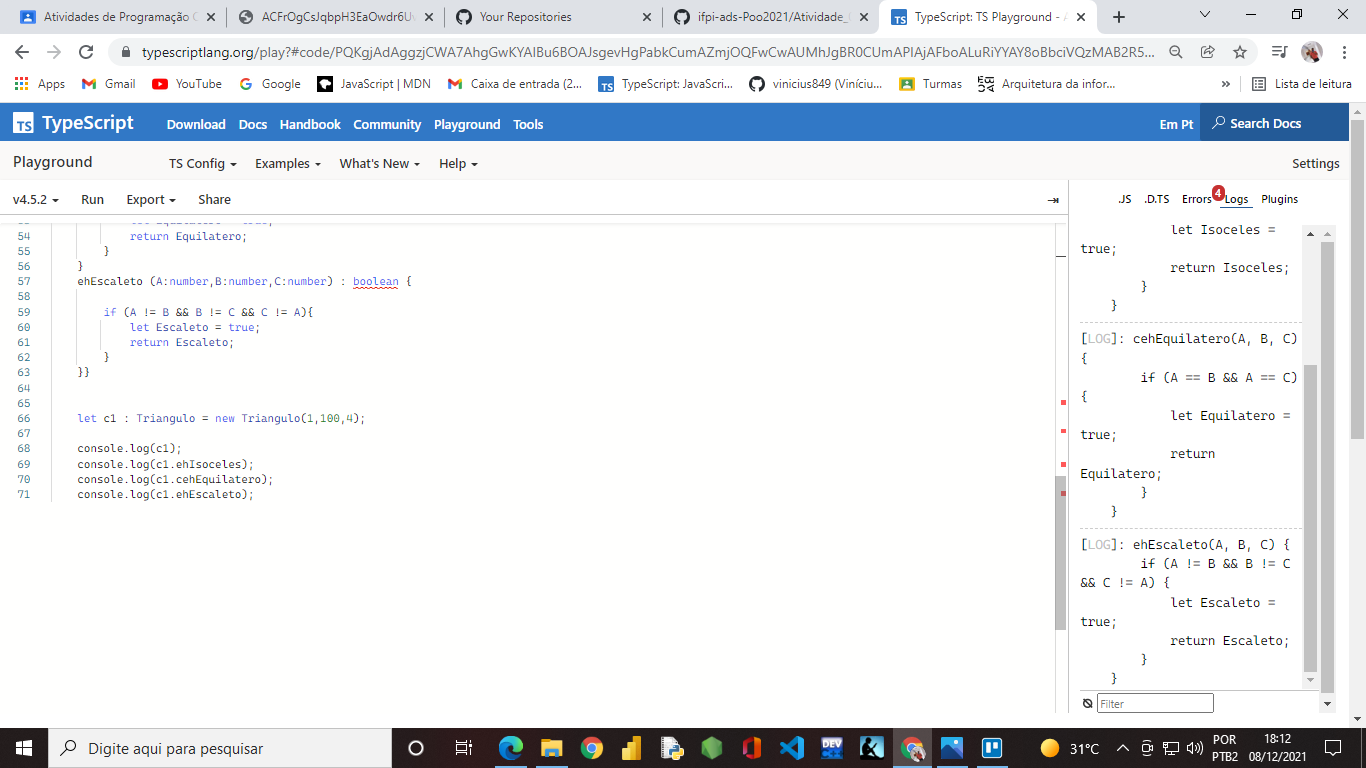 Atividades de Programação O
ACFrOgCsJqbpH3EaOwdr6U
Your Repositories
ifpi-ads-Poo2021/Atividade_
TypeScript: TS Playground - A
typescriptlang.org/play?#code/
Apps
Gmail
YouTube
Google
JavaScript | MDN
Caixa de entrada (2...
TypeScript: JavaScri...
vinicius849 (Viníciu...
Turmas
Arquitetura da infor...
»
Lista de leitura
TS TypeScript
Download
Docs
Handbook
Community
Playground
Tools
Em Pt
Search Docs
Playground
TS Config
Examples
What's New
Help
Settings
v4.5.2
Run
Export
Share
.JS
.D.TS
Errors
4
Logs
Plugins
54 return Equilatero;
55 }
56 }
57 ehEscaleto (A:number,B:number,C:number) : boolean {
58
59 if (A != B && B != C && C != A){
60 let Escaleto = true;
61 return Escaleto;
62 }
63 }}
64
65
66 let c1 : Triangulo = new Triangulo(1,100,4);
67
68 console.log(c1);
69 console.log(c1.ehIsoceles);
70 console.log(c1.cehEquilatero);
71 console.log(c1.ehEscaleto);
let Isoceles =
true;
return Isoceles;
}
}
[LOG]: cehEquilatero(A, B, C)
{
if (A == B && A == C)
{
let Equilatero =
true;
return
Equilatero;
}
}
[LOG]: ehEscaleto(A, B, C) {
if (A != B && B != C
&& C != A) {
let Escaleto =
true;
return Escaleto;
}
}
Filter
Digite aqui para pesquisar
DEV
31°C
POR
PTB2
18:12
08/12/2021